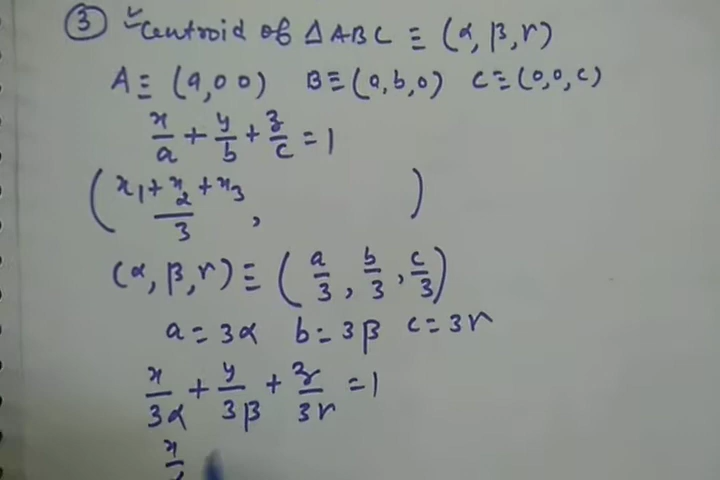 ③ Centroid of ΔABC ≡ (α, β, r)
A ≡ (a,0 0) B ≡ (a, b, 0) C ≡ (0, 0, c)
x/a + y/b + z/c = 1
(x₁ + x₂ + x₃ / 3 , )
(α, β, r) ≡ (a/3, b/3, c/3)
a = 3α b = 3β c = 3r
x/3α + y/3β + z/3r = 1
x